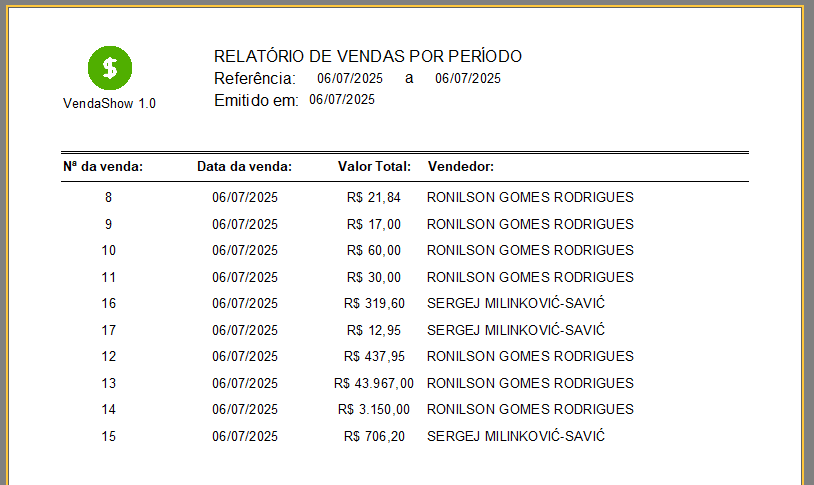 RELATÓRIO DE VENDAS POR PERÍODO
Referência: 06/07/2025 a 06/07/2025
Emitido em: 06/07/2025
$
VendaShow 1.0
Nª da venda: Data da venda: Valor Total: Vendedor:
8 06/07/2025 R$ 21,84 RONILSON GOMES RODRIGUES
9 06/07/2025 R$ 17,00 RONILSON GOMES RODRIGUES
10 06/07/2025 R$ 60,00 RONILSON GOMES RODRIGUES
11 06/07/2025 R$ 30,00 RONILSON GOMES RODRIGUES
16 06/07/2025 R$ 319,60 SERGEJ MILINKOVIĆ-SAVIĆ
17 06/07/2025 R$ 12,95 SERGEJ MILINKOVIĆ-SAVIĆ
12 06/07/2025 R$ 437,95 RONILSON GOMES RODRIGUES
13 06/07/2025 R$ 43.967,00 RONILSON GOMES RODRIGUES
14 06/07/2025 R$ 3.150,00 RONILSON GOMES RODRIGUES
15 06/07/2025 R$ 706,20 SERGEJ MILINKOVIĆ-SAVIĆ